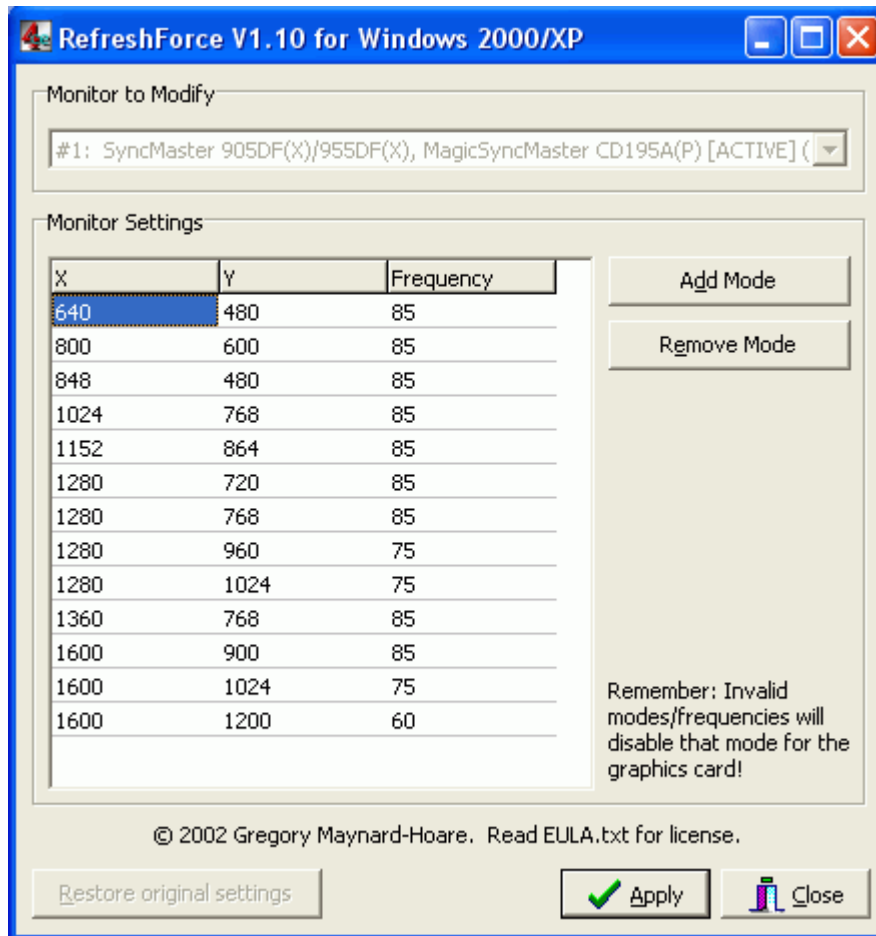 RefreshForce V1.10 for Windows 2000/XP
Monitor to Modify
#1: SyncMaster 905DF(X)/955DF(X), MagicSyncMaster CD195A(P) [ACTIVE] (
Monitor Settings
X Y Frequency
640 480 85
800 600 85
848 480 85
1024 768 85
1152 864 85
1280 720 85
1280 768 85
1280 960 75
1280 1024 75
1360 768 85
1600 900 85
1600 1024 75
1600 1200 60
Add Mode
Remove Mode
Remember: Invalid
modes/frequencies will
disable that mode for the
graphics card!
© 2002 Gregory Maynard-Hoare. Read EULA.txt for license.
Restore original settings
Apply
Close